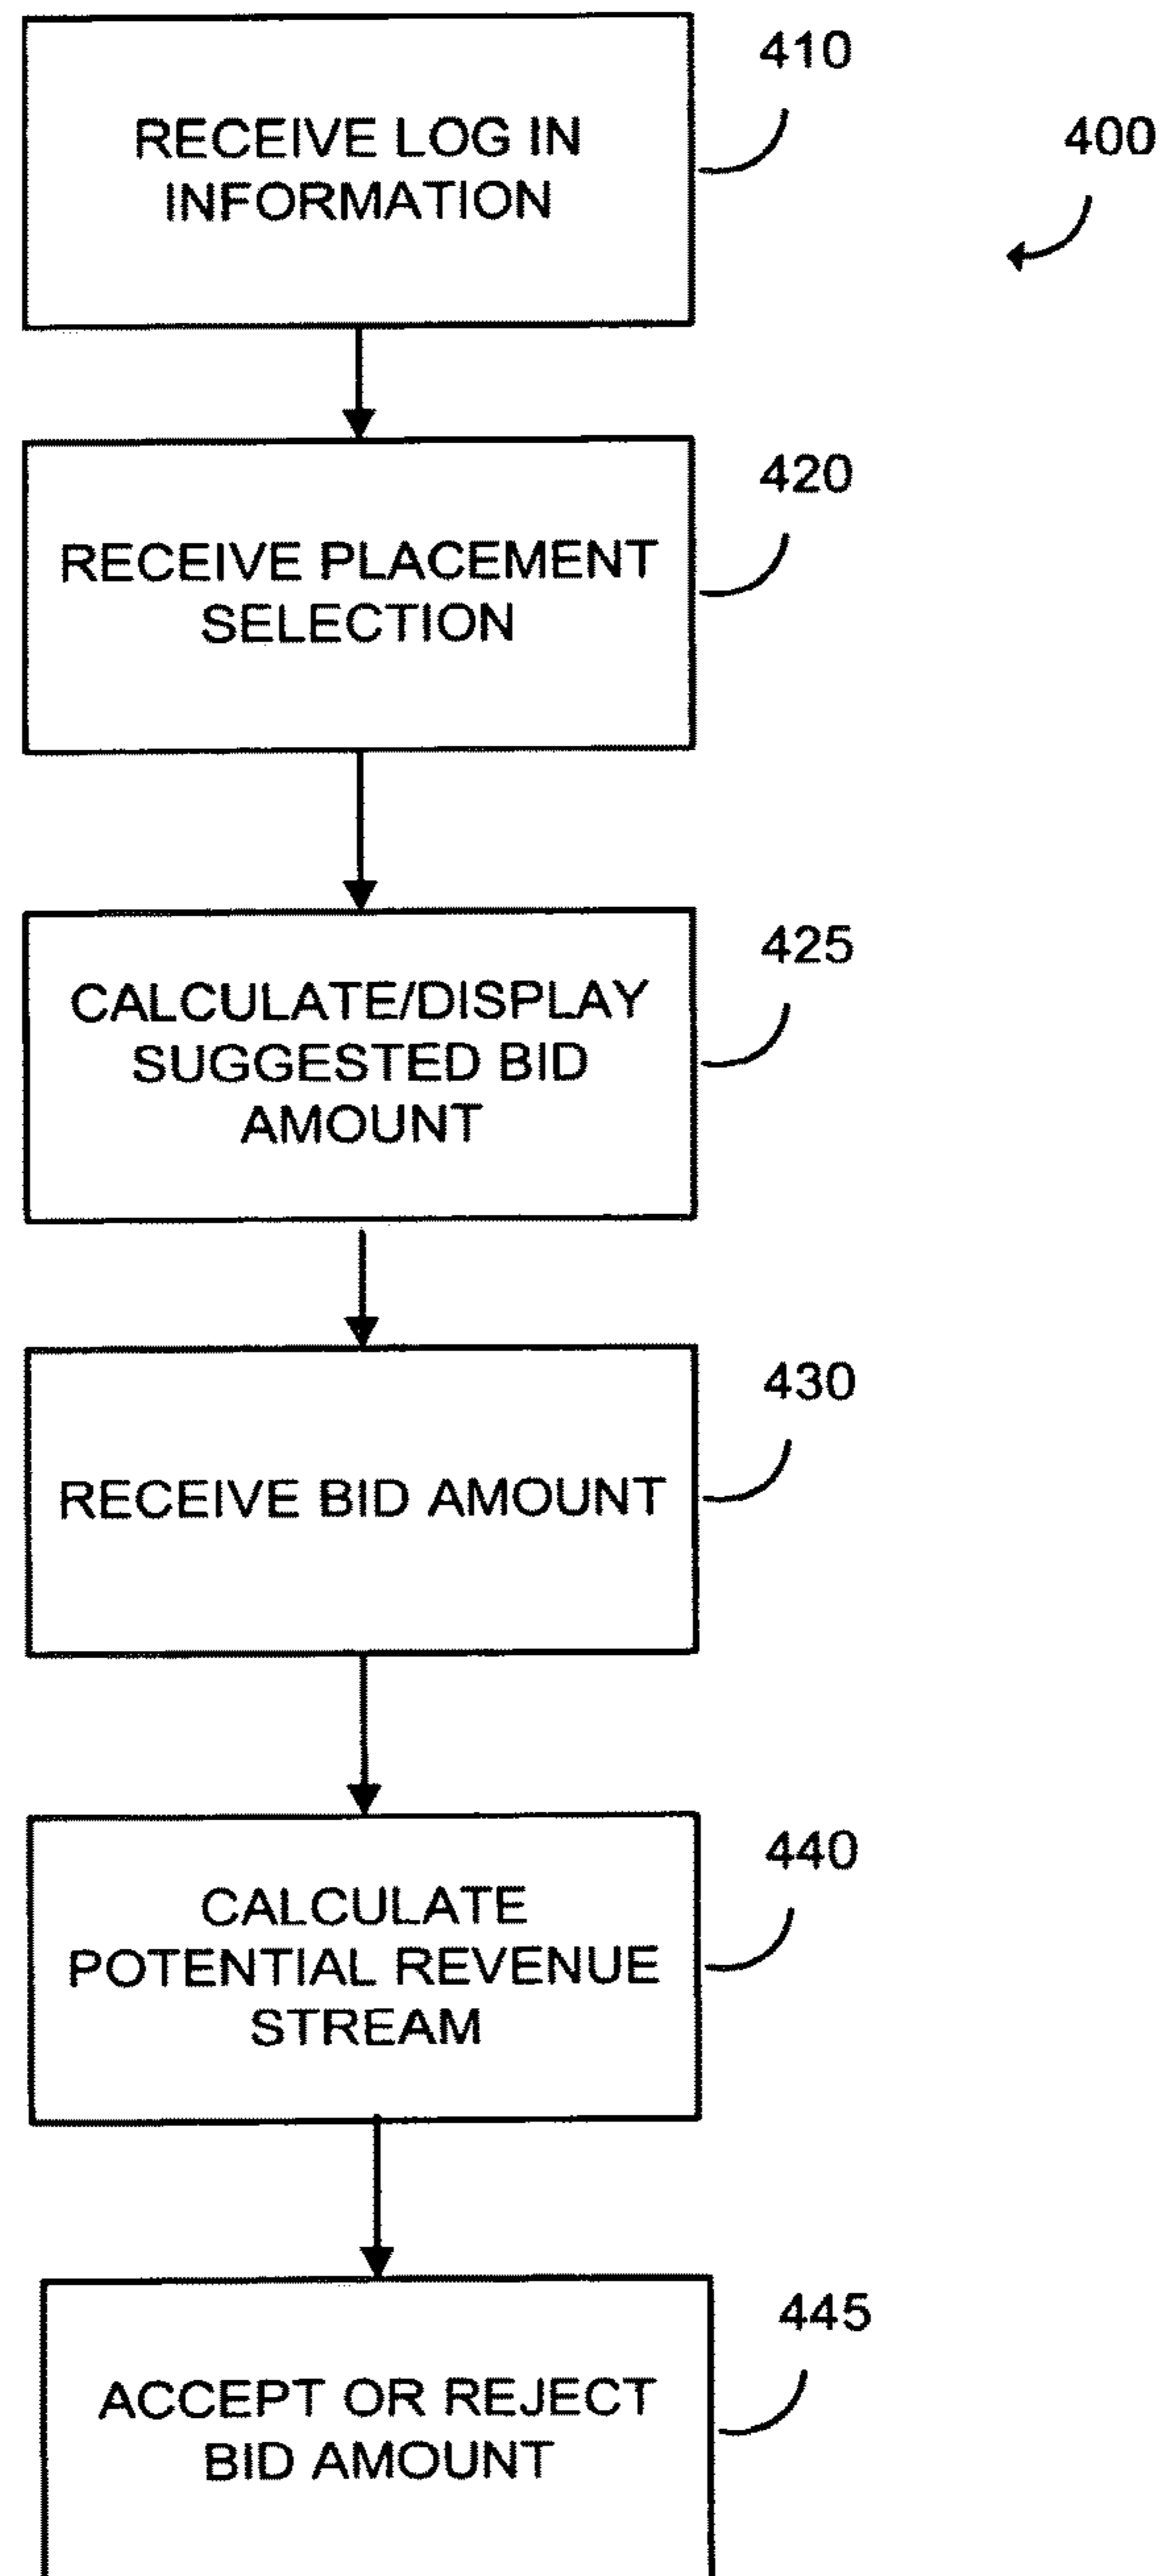 410
400
RECEIVE LOG IN
INFORMATION
420
RECEIVE PLACEMENT
SELECTION
425
CALCULATE/DISPLAY
SUGGESTED BID
AMOUNT
430
RECEIVE BID AMOUNT
440
CALCULATE
POTENTIAL REVENUE
STREAM
445
ACCEPT OR REJECT
BID AMOUNT